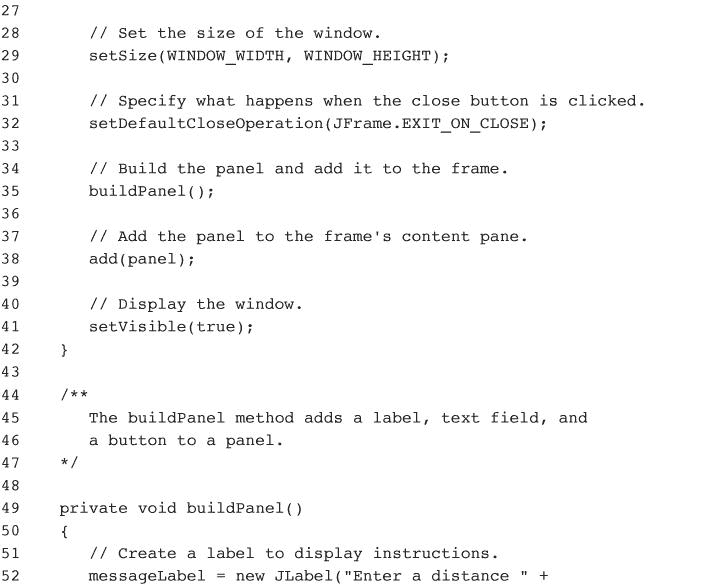 27
28 // Set the size of the window.
29 setSize(WINDOW_WIDTH, WINDOW_HEIGHT);
30
31 // Specify what happens when the close button is clicked.
32 setDefaultCloseOperation(JFrame.EXIT_ON_CLOSE);
33
34 // Build the panel and add it to the frame.
35 buildPanel();
36
37 // Add the panel to the frame's content pane.
38 add(panel);
39
40 // Display the window.
41 setVisible(true);
42 }
43
44 /**
45 The buildPanel method adds a label, text field, and
46 a button to a panel.
47 */
48
49 private void buildPanel()
50 {
51 // Create a label to display instructions.
52 messageLabel = new JLabel("Enter a distance " +